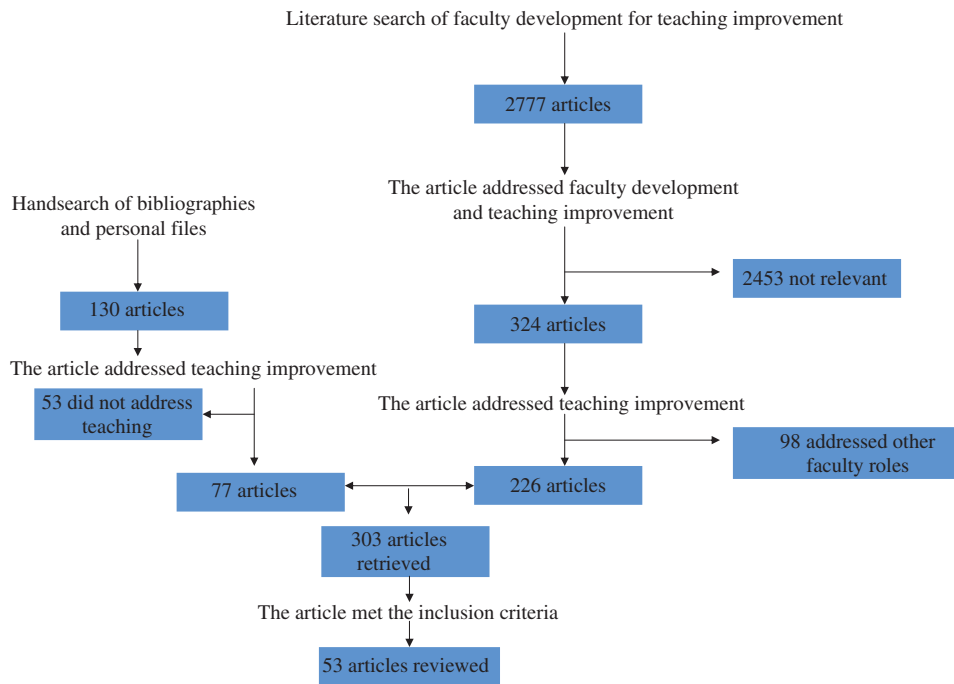 Literature search of faculty development for teaching improvement
2777 articles
The article addressed faculty development
and teaching improvement
Handsearch of bibliographies
and personal files
2453 not relevant
130 articles
324 articles
The article addressed teaching improvement
53 did not address
teaching
The article addressed teaching improvement
98 addressed other
faculty roles
77 articles
226 articles
303 articles
retrieved
The article met the inclusion criteria
53 articles reviewed